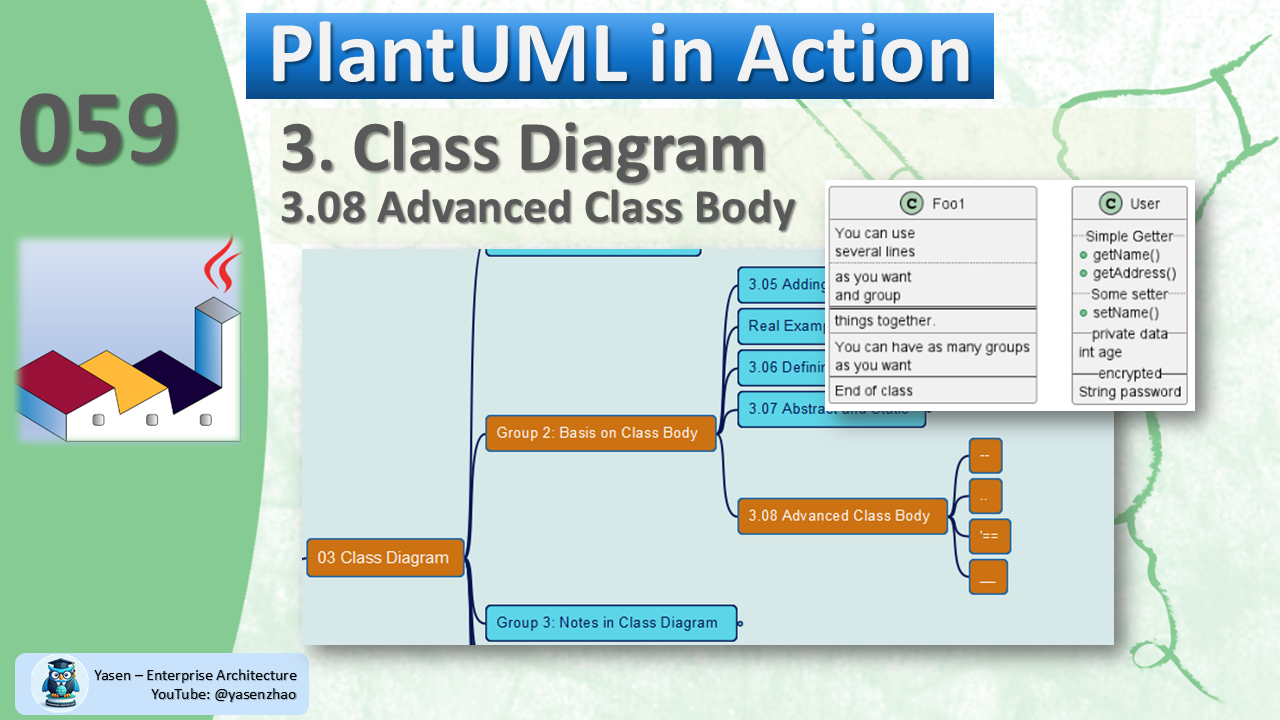 PlantUML in Action
059
3. Class Diagram
3.08 Advanced Class Body
C Foo1
You can use
several lines
as you want
and group
things together.
You can have as many groups
as you want
End of class
C User
Simple Getter
getName()
getAddress()
Some setter
setName()
private data
int age
encrypted
String password
3.05 Adding
Real Examp
3.06 Definin
3.07 Abstract and Static
Group 2: Basis on Class Body
3.08 Advanced Class Body
--
..
'==
__
03 Class Diagram
Group 3: Notes in Class Diagram
Yasen – Enterprise Architecture
YouTube: @yasenzhao